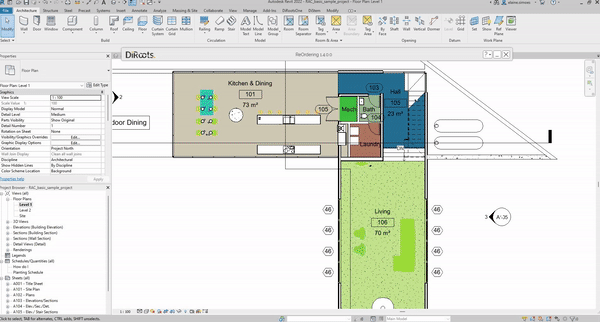 Autodesk Revit 2022 - RAC_basic_sample_project - Floor Plan: Level 1
Architecture Structure Steel Precast Systems Insert Annotate Analyze Massing & Site Collaborate View Manage Add-Ins
Modify Wall Door Window Component Column Roof Ceiling Floor Curtain System Curtain Grid Mullion Railing Ramp Stair Model Text Model Line Model Group Room Room Separator Tag Room Area Area Boundary Tag Area By Face Shaft Wall Vertical Dormer Level Grid Set Show Ref Plane Viewer
Select Build Circulation Model Room & Area Opening Datum Work Plane
DiRoots.
ReOrdering 1.4.0.0
Properties
Floor Plan
Floor Plan: Level 1
Edit Type
Graphics
View Scale 1 : 100
Scale Value 1: 100
Display Model Normal
Detail Level Medium
Parts Visibility Show Original
Detail Number
Rotation on Sheet None
Visibility/Graphics Overrides Edit...
Graphic Display Options Edit...
Orientation Project North
Wall Join Display Clean all wall joins
Discipline Architectural
Show Hidden Lines By Discipline
Color Scheme Location Background
Properties help Apply
Project Browser - RAC_basic_sample_project
Views (all)
Floor Plans
Level 1
Level 2
Site
3D Views
Elevations (Building Elevation)
Sections (Building Section)
Sections (Wall Section)
Detail Views (Detail)
Renderings
Legends
Schedules/Quantities (all)
How do I
Planting Schedule
Sheets (all)
A001 - Title Sheet
A101 - Site Plan
A102 - Plans
A103 - Elevations/Sections
A104 - Elev./Sec./Det.
Kitchen & Dining
101
73 m²
2
door Dining
103
Hall
105
23 m²
105
Mech
Bath
104
Laundry
Living
106
70 m²
46
46
46
46
46
46
46
46
3
1 : 100
Click to select, TAB for alternates, CTRL adds, SHIFT unselects.
Main Model